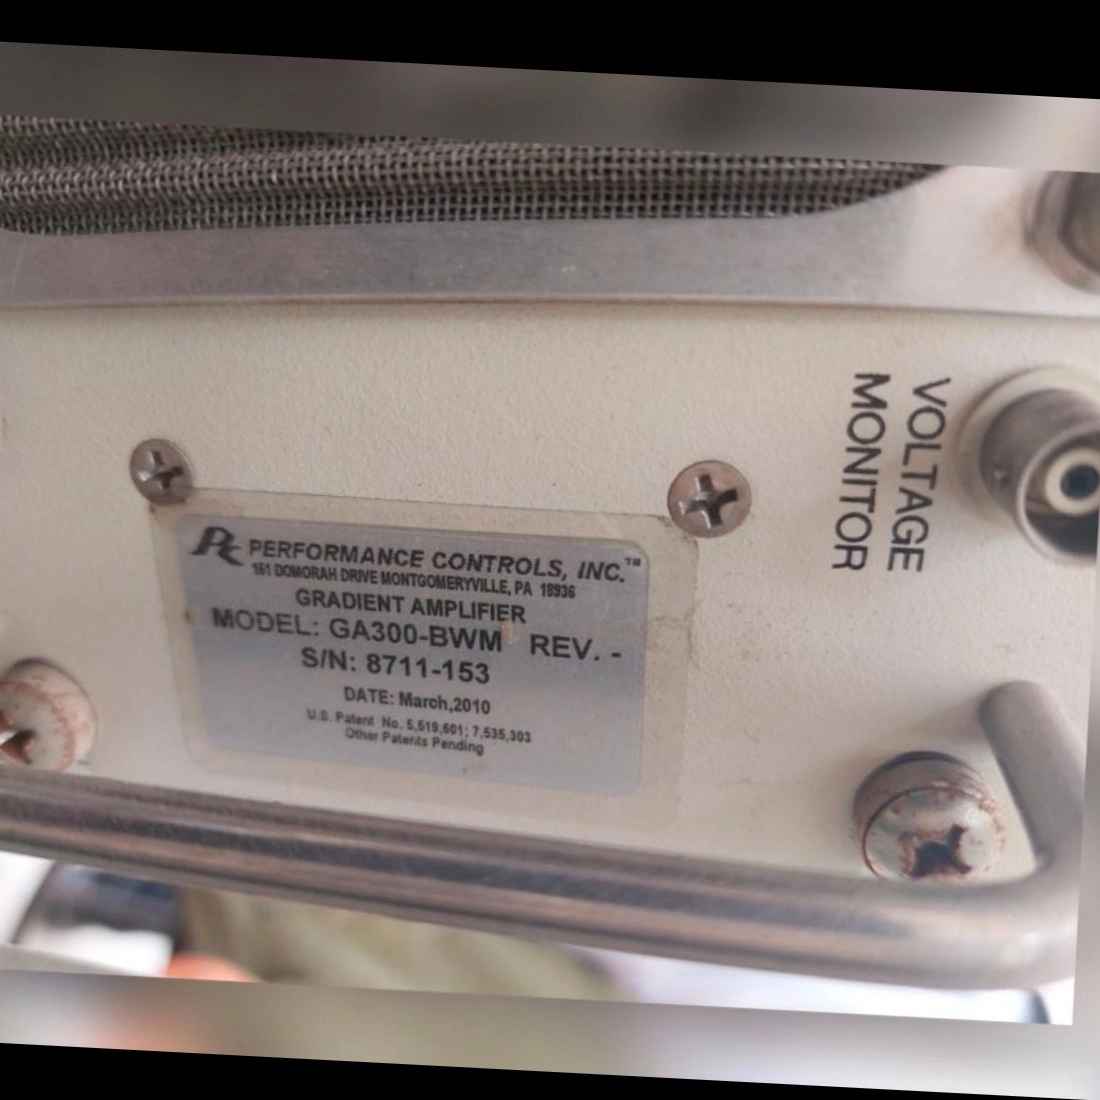 PC PERFORMANCE CONTROLS, INC.™
161 DOMORAH DRIVE MONTGOMERYVILLE, PA 18936
GRADIENT AMPLIFIER
MODEL: GA300-BWM REV. -
S/N: 8711-153
DATE: March,2010
U.S. Patent No. 5,519,601; 7,535,303
Other Patents Pending
VOLTAGE
MONITOR